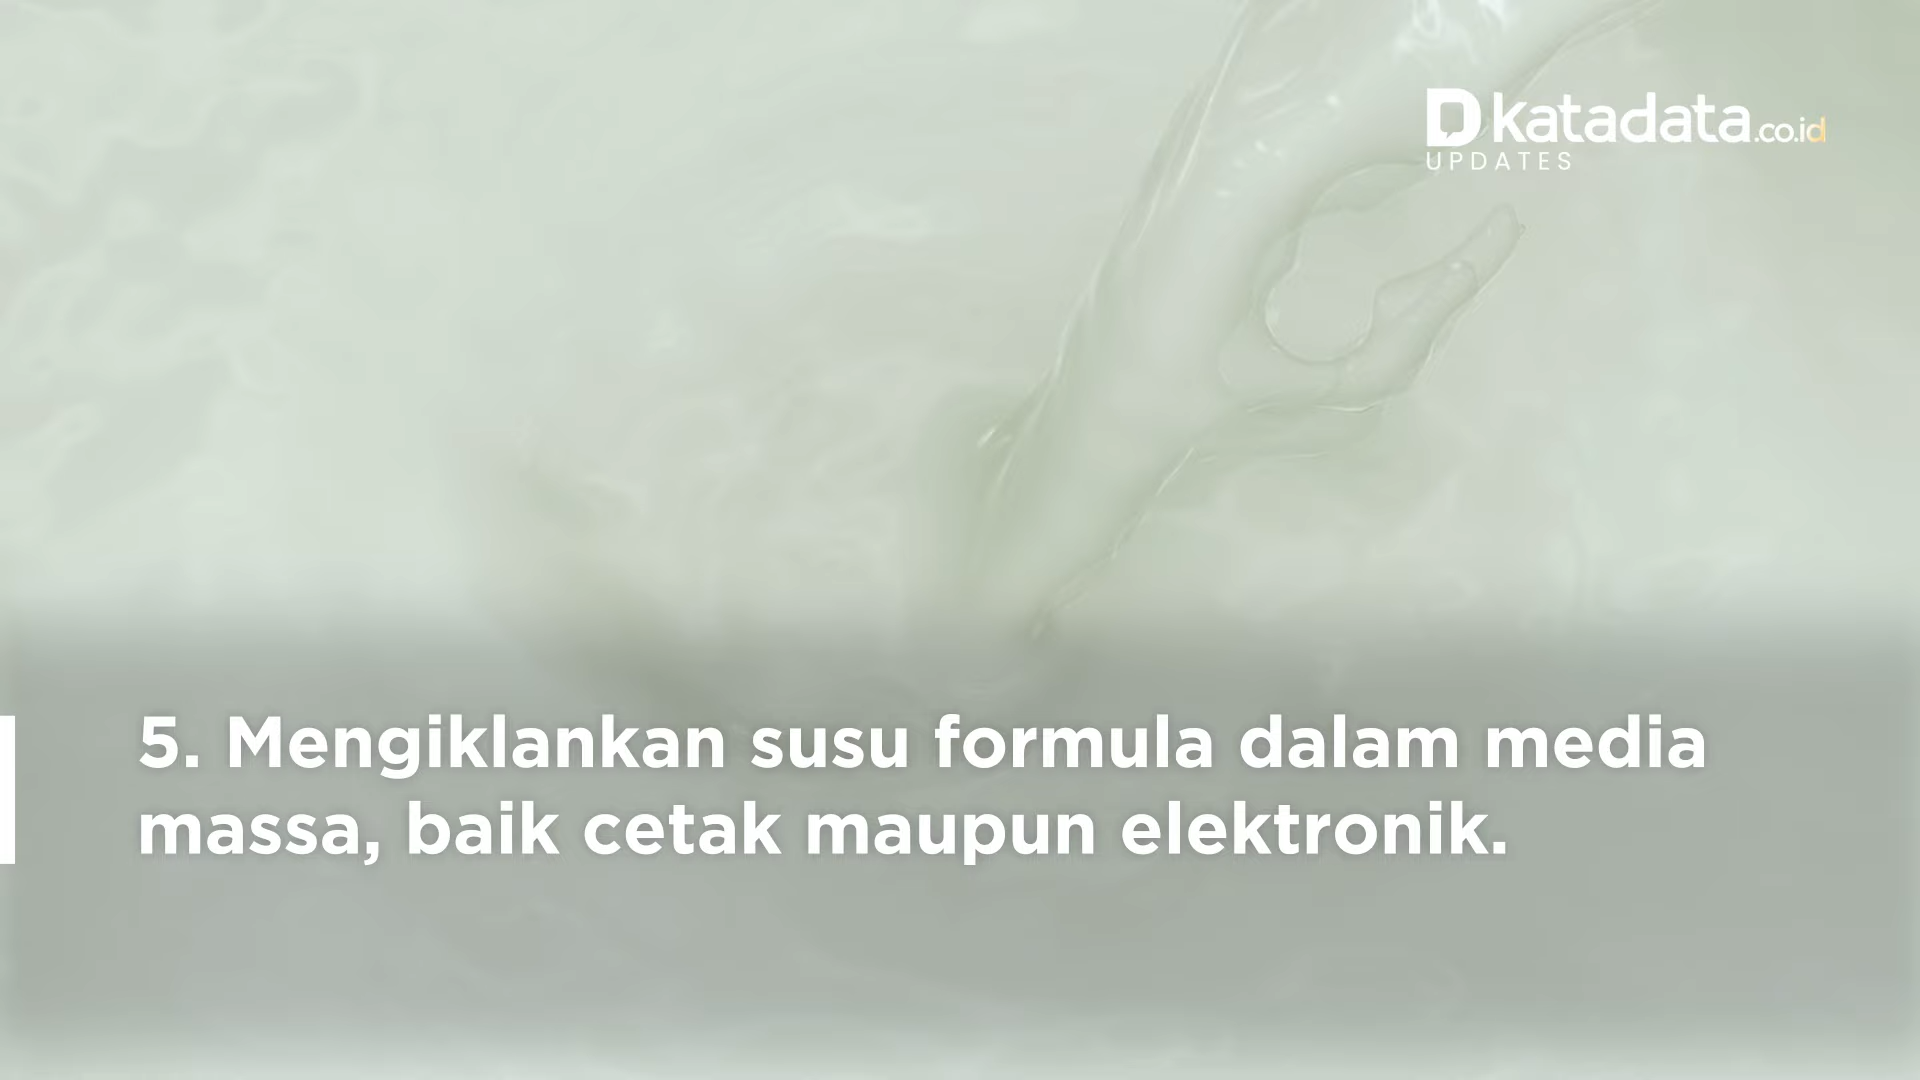 katadata.co.id
UPDATES
5. Mengiklankan susu formula dalam media
massa, baik cetak maupun elektronik.